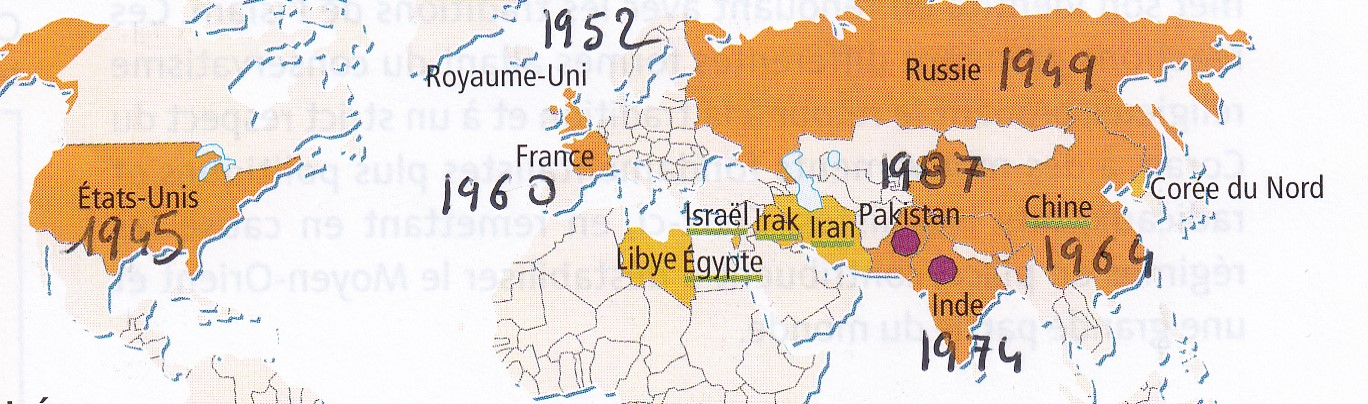 1952
Royaume-Uni
Russie 1949
France
1960
1987
États-Unis
1945
Corée du Nord
Israël Irak Iran Pakistan
Chine
Libye Égypte
1964
Inde
1974